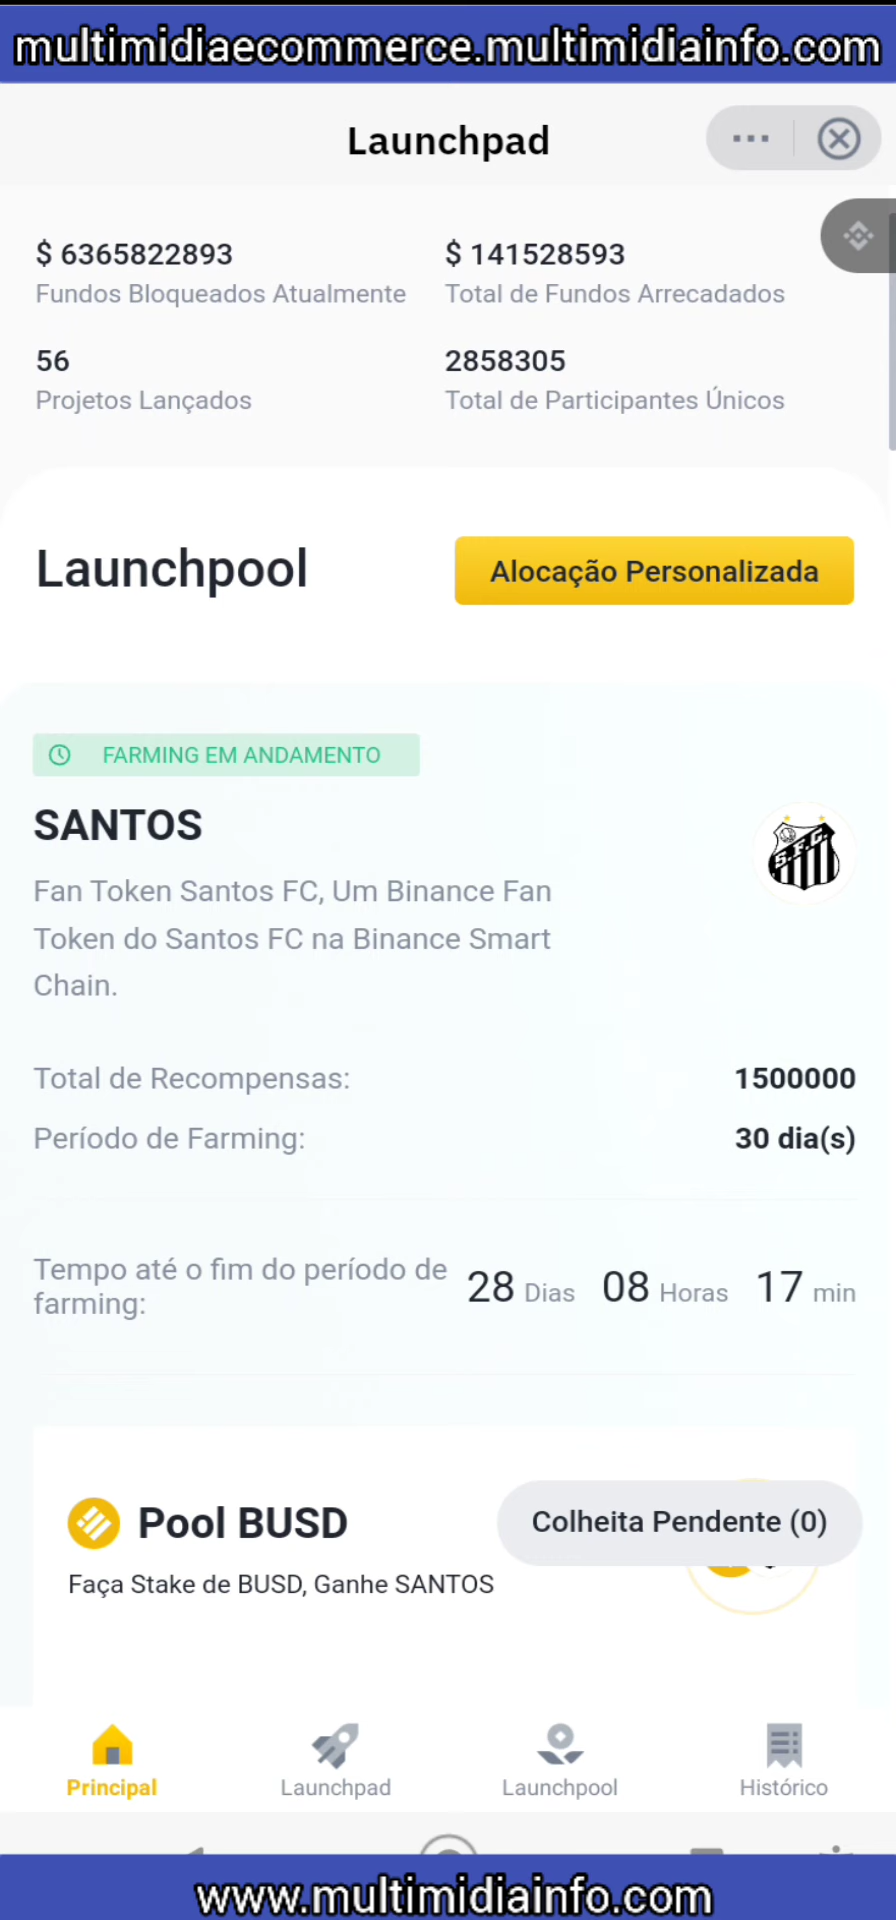 multimidiaecommerce.multimidiainfo.com
Launchpad
$ 6365822893
Fundos Bloqueados Atualmente
$ 141528593
Total de Fundos Arrecadados
56
Projetos Lançados
2858305
Total de Participantes Únicos
Launchpool
Alocação Personalizada
FARMING EM ANDAMENTO
SANTOS
S.F.C.
Fan Token Santos FC, Um Binance Fan
Token do Santos FC na Binance Smart
Chain.
Total de Recompensas: 1500000
Período de Farming: 30 dia(s)
Tempo até o fim do período de
farming:
28 Dias 08 Horas 17 min
Pool BUSD
Colheita Pendente (0)
Faça Stake de BUSD, Ganhe SANTOS
Principal Launchpad Launchpool Histórico
www.multimidiainfo.com